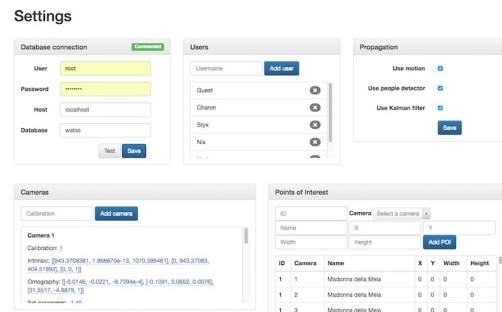 Settings
Database connection
Connected
User
root
Password
********
Host
localhost
Database
watss
Test
Save
Users
Username
Add user
Guest
Charon
Styx
Nix
Propagation
Use motion
Use people detector
Use Kalman filter
Save
Cameras
Calibration
Add camera
Camera 1
Calibration: 1
Intrinsic: [[943.3708381, 1.866670e-13, 1070.399461], [0, 943.37083,
404.51992], [0, 0, 1]]
Omography: [[-0.0146, -0.0221, -9.7094e-4], [-0.1091, 0.0652, 0.0076],
[31.5517, -4.8879, 1]]
Points of Interest
ID
Camera
Select a camera
Name
X
Y
Width
Height
Add POI
ID Camera Name X Y Width Height
1 1 Madonna della Mela 0 0 0 0
1 2 Madonna della Mela 0 0 0 0
1 3 Madonna della Mela 0 0 0 0